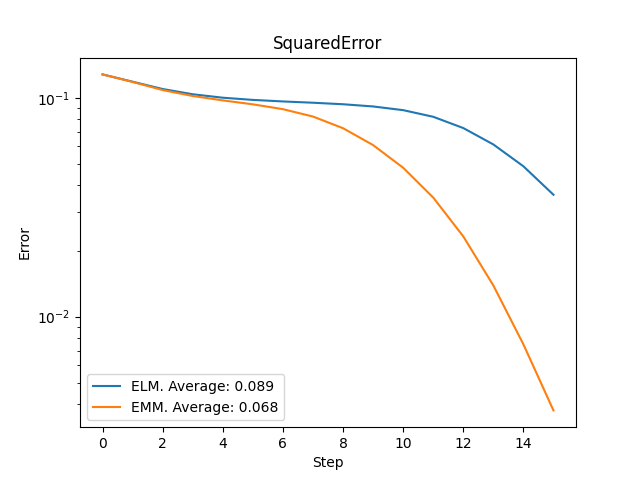 SquaredError
Error
10⁻¹
10⁻²
ELM. Average: 0.089
EMM. Average: 0.068
0 2 4 6 8 10 12 14
Step